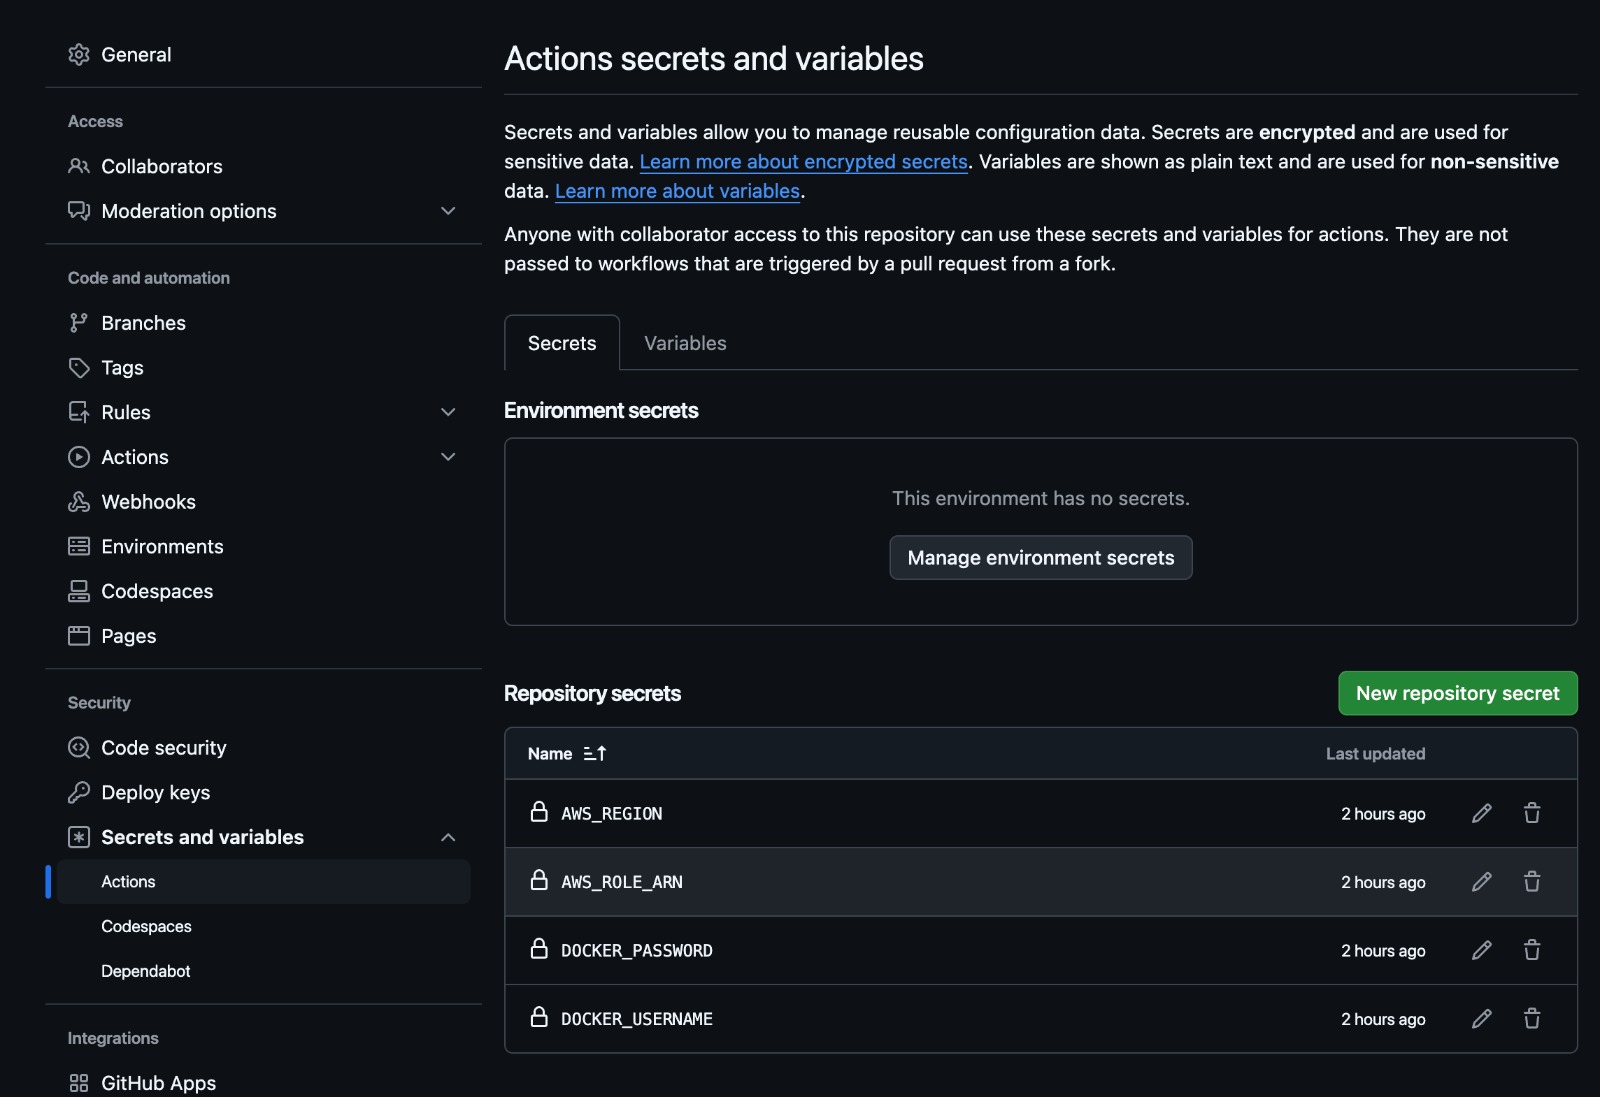 General
Access
Collaborators
Moderation options
Code and automation
Branches
Tags
Rules
Actions
Webhooks
Environments
Codespaces
Pages
Security
Code security
Deploy keys
Secrets and variables
Actions
Codespaces
Dependabot
Integrations
GitHub Apps
Actions secrets and variables
Secrets and variables allow you to manage reusable configuration data. Secrets are encrypted and are used for
sensitive data. Learn more about encrypted secrets. Variables are shown as plain text and are used for non-sensitive
data. Learn more about variables.
Anyone with collaborator access to this repository can use these secrets and variables for actions. They are not
passed to workflows that are triggered by a pull request from a fork.
Secrets Variables
Environment secrets
This environment has no secrets.
Manage environment secrets
Repository secrets New repository secret
Name Last updated
AWS_REGION 2 hours ago
AWS_ROLE_ARN 2 hours ago
DOCKER_PASSWORD 2 hours ago
DOCKER_USERNAME 2 hours ago